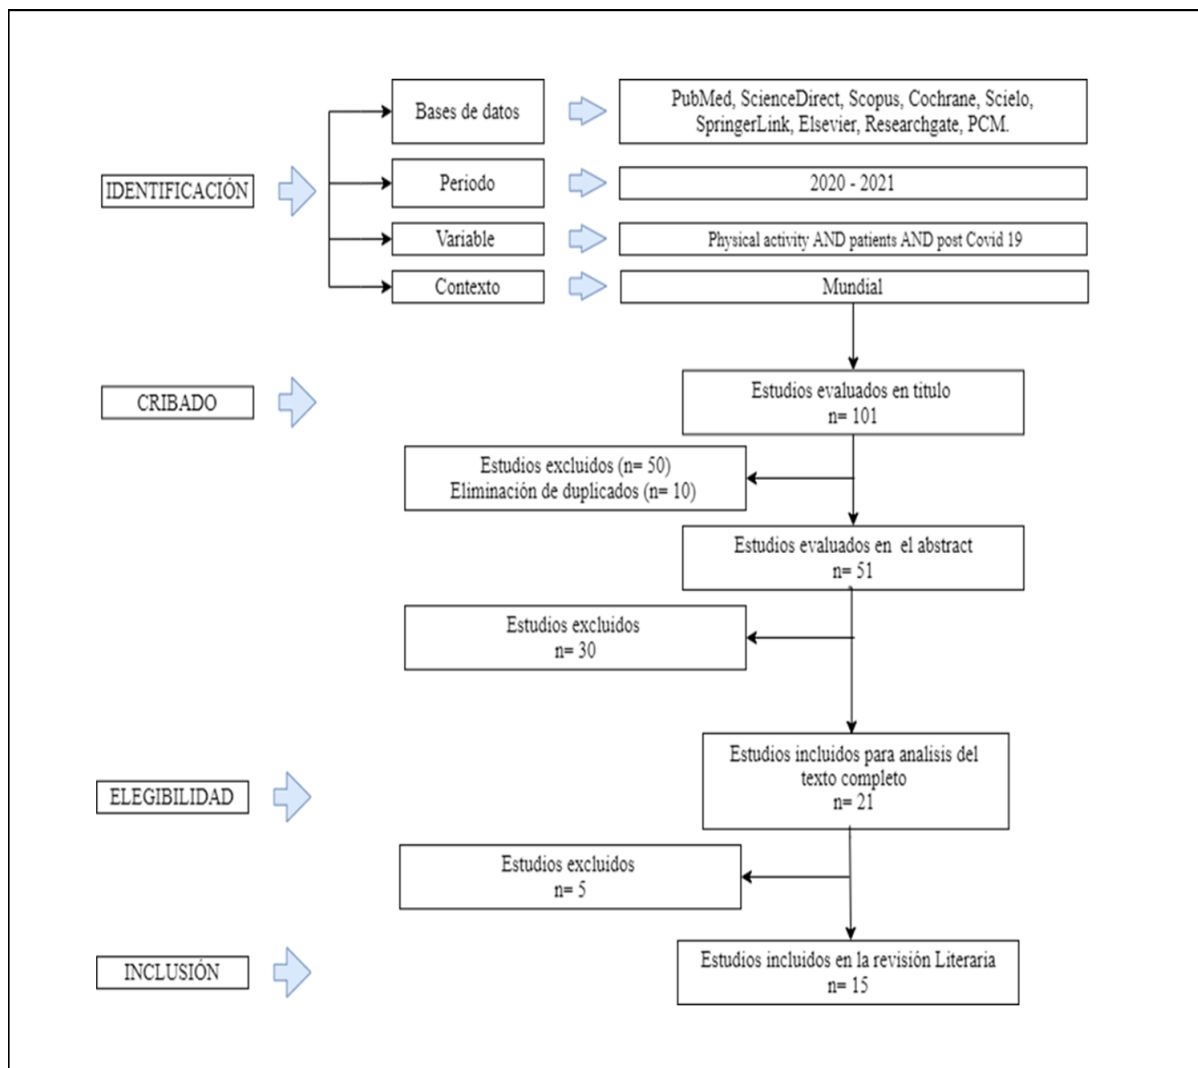 IDENTIFICACIÓN
Bases de datos
PubMed, ScienceDirect, Scopus, Cochrane, Scielo,
SpringerLink, Elsevier, Researchgate, PCM.
Periodo
2020 - 2021
Variable
Physical activity AND patients AND post Covid 19
Contexto
Mundial
CRIBADO
Estudios evaluados en titulo
n= 101
Estudios excluidos (n= 50)
Eliminación de duplicados (n= 10)
Estudios evaluados en el abstract
n= 51
Estudios excluidos
n= 30
ELEGIBILIDAD
Estudios incluidos para analisis del
texto completo
n= 21
Estudios excluidos
n= 5
INCLUSIÓN
Estudios incluidos en la revisión Literaria
n= 15